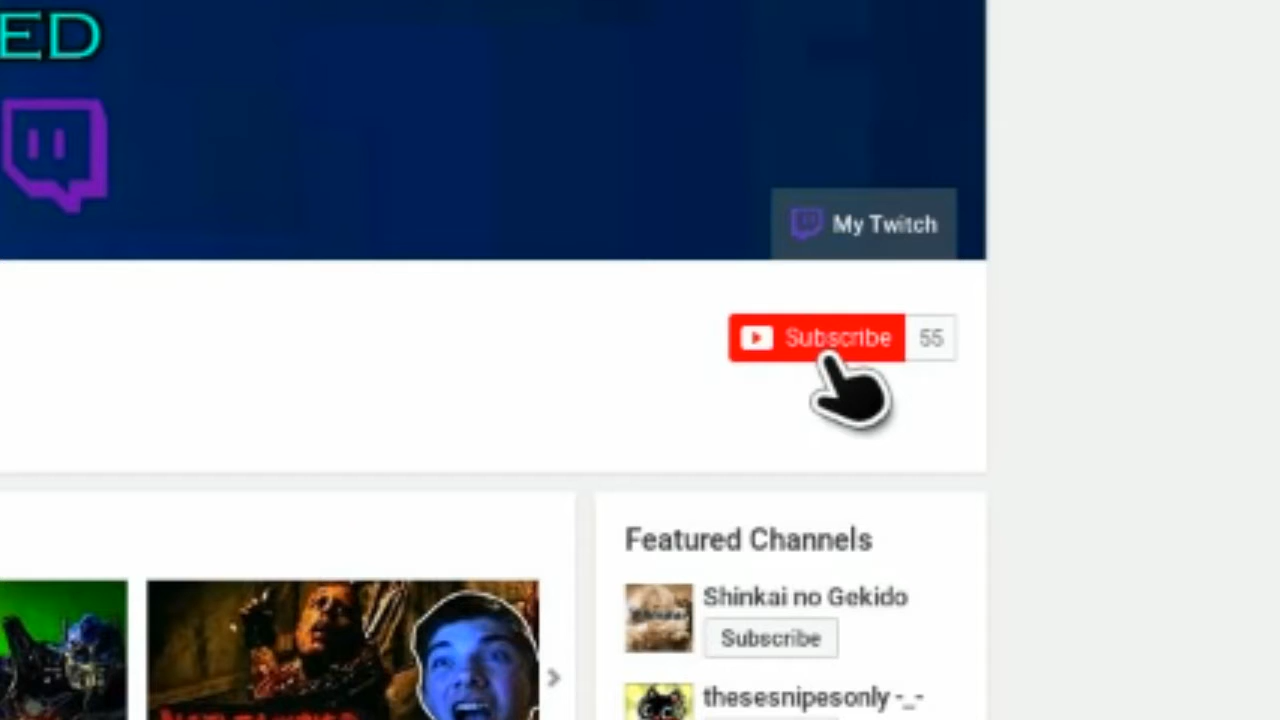 ED
My Twitch
Subscribe 55
Featured Channels
Shinkai no Gekido
Subscribe
thesesnipesonly -_-